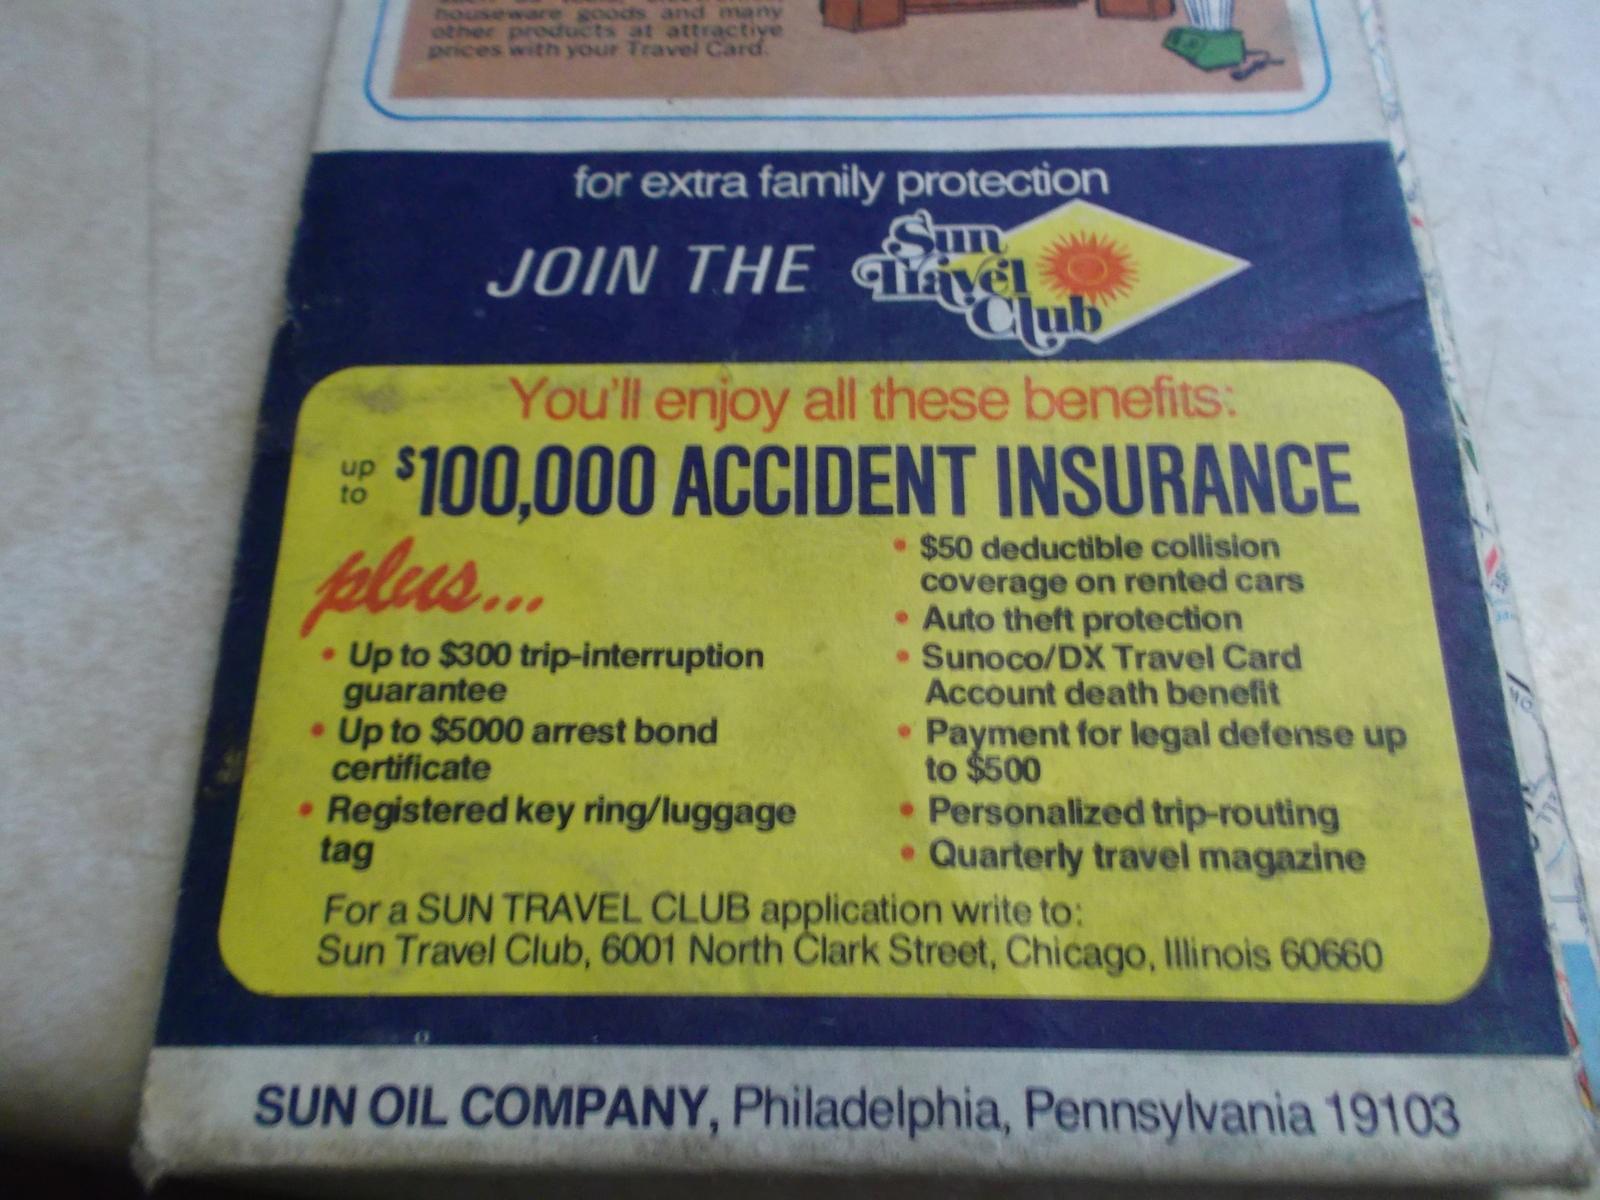 houseware goods and many
other products at attractive
prices with your Travel Card.
for extra family protection
JOIN THE Sun Travel Club
You'll enjoy all these benefits:
up to $100,000 ACCIDENT INSURANCE
plus...
• Up to $300 trip-interruption
guarantee
• Up to $5000 arrest bond
certificate
• Registered key ring/luggage
tag
• $50 deductible collision
coverage on rented cars
• Auto theft protection
• Sunoco/DX Travel Card
Account death benefit
• Payment for legal defense up
to $500
• Personalized trip-routing
• Quarterly travel magazine
For a SUN TRAVEL CLUB application write to:
Sun Travel Club, 6001 North Clark Street, Chicago, Illinois 60660
SUN OIL COMPANY, Philadelphia, Pennsylvania 19103